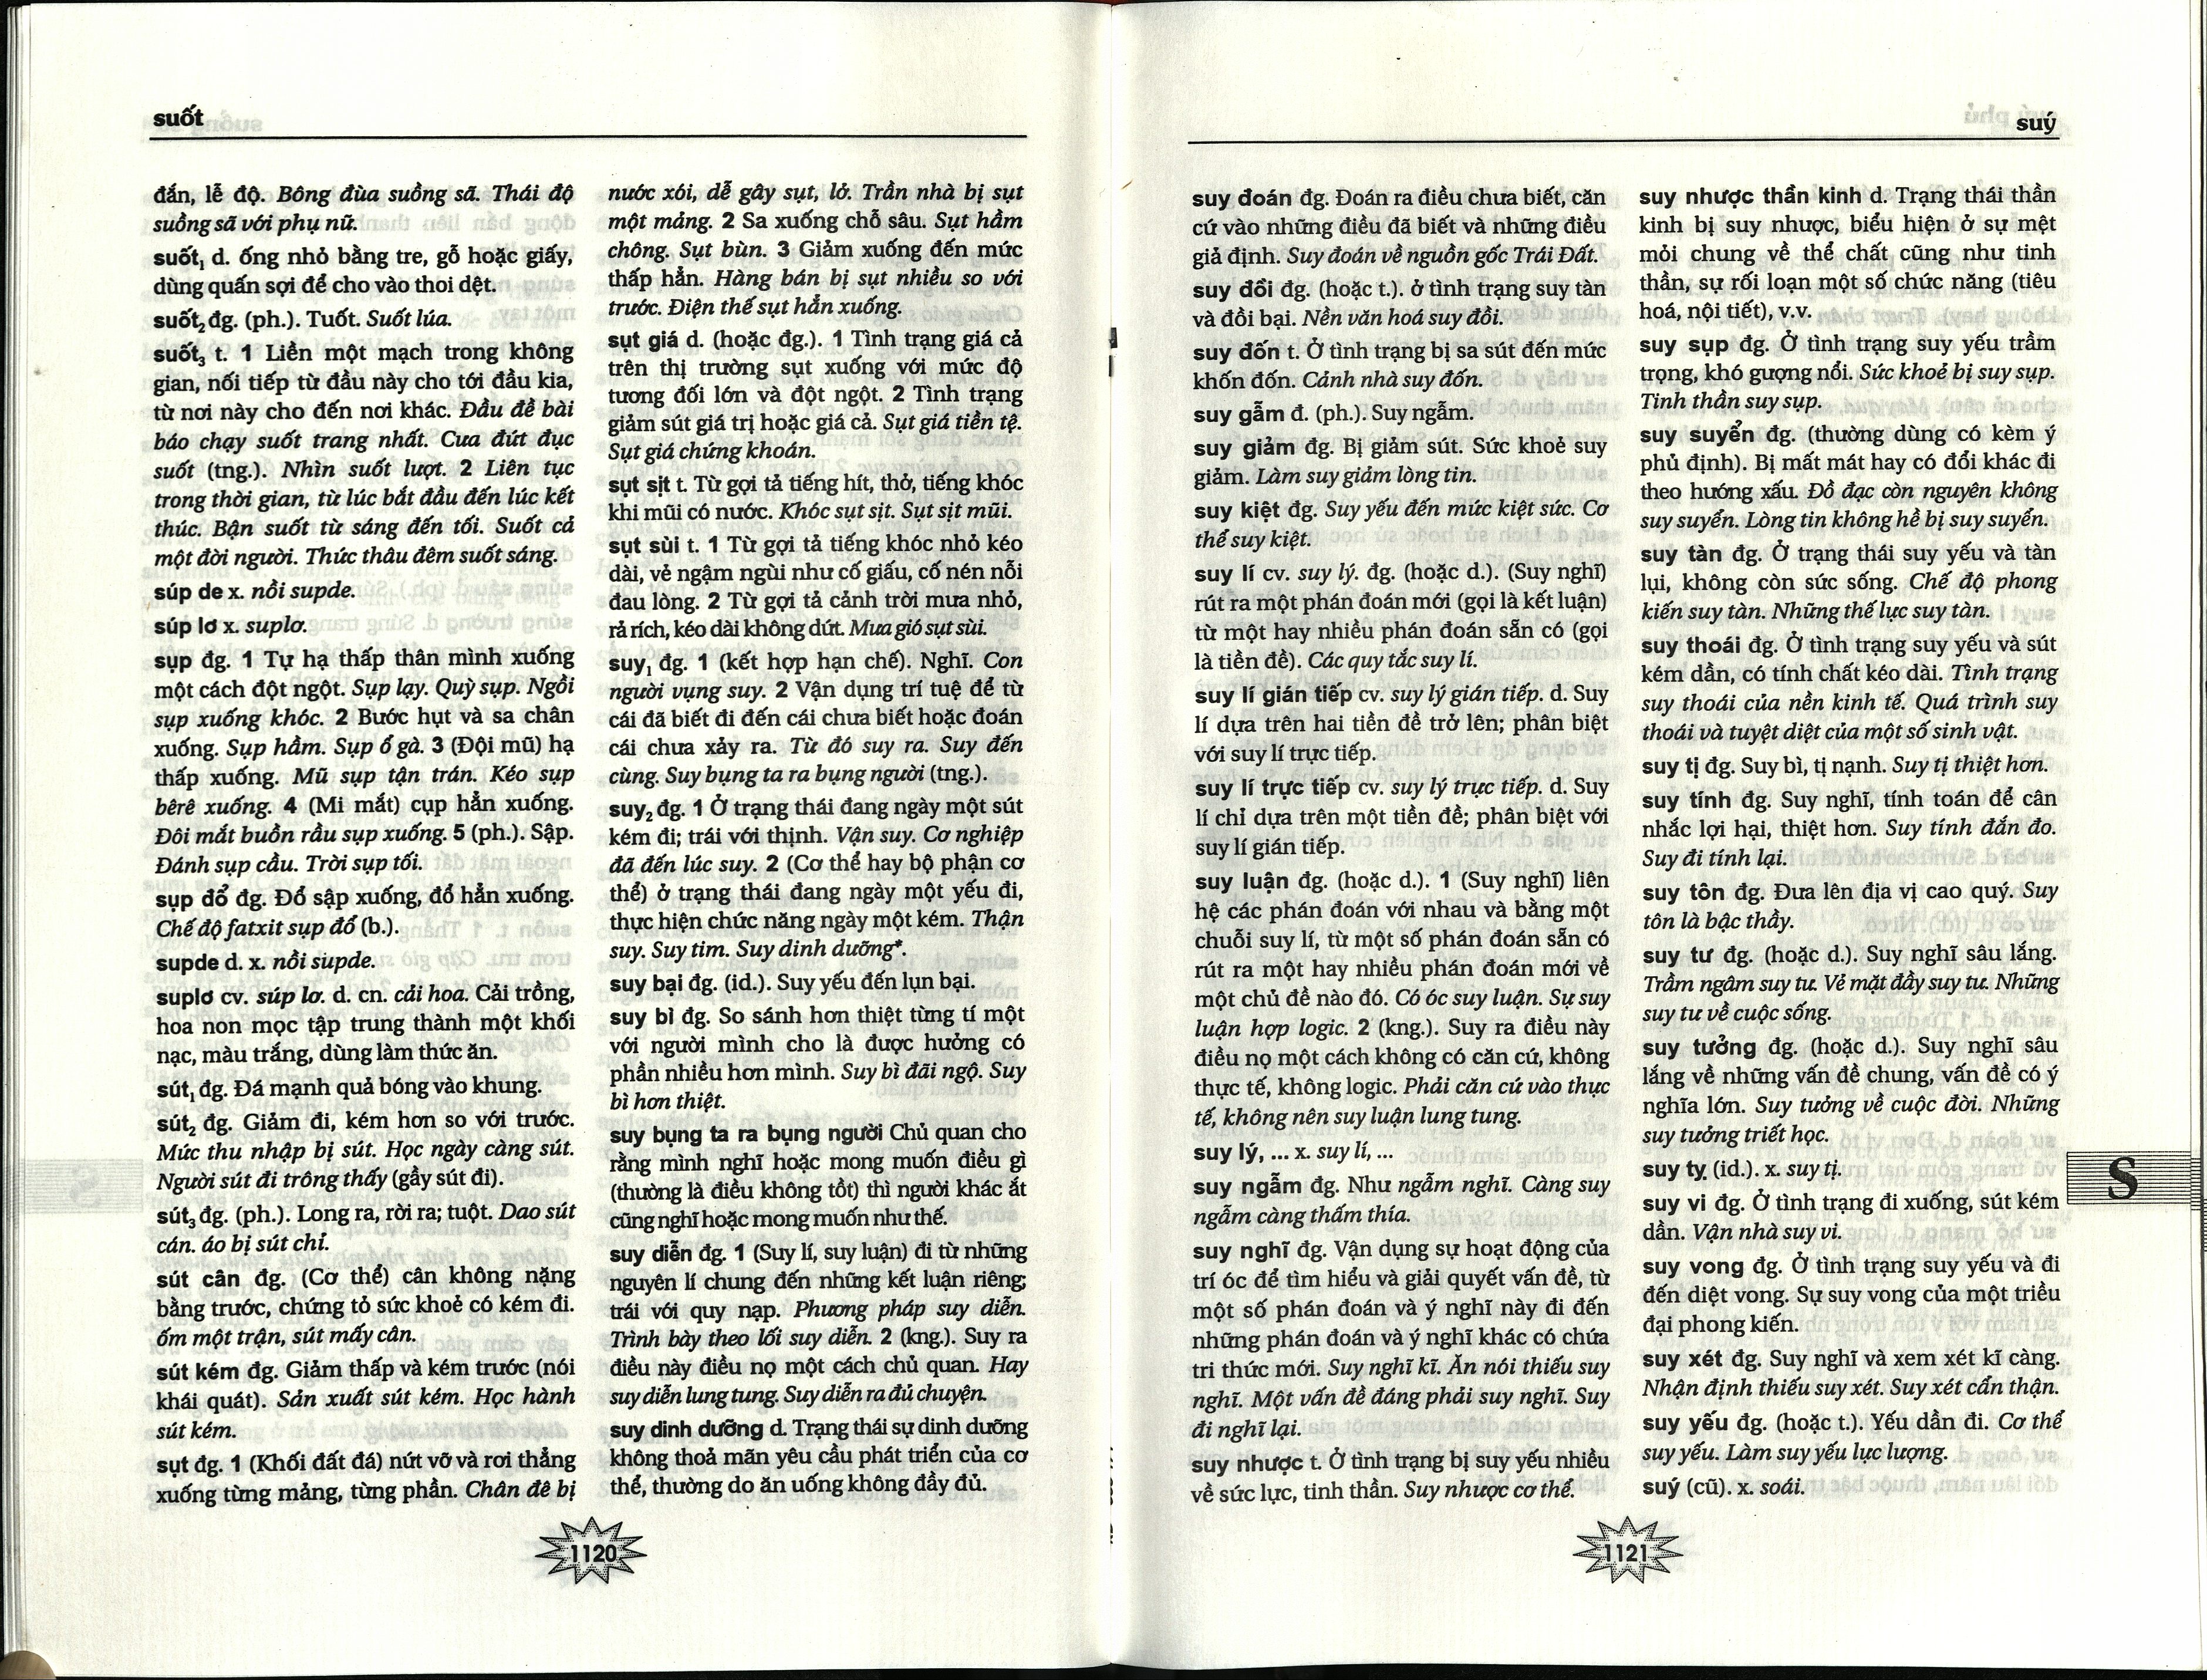 suốt
đắn, lễ độ. Bông đùa suồng sã. Thái độ
suồng sã với phụ nữ.
suốt₁ d. ống nhỏ bằng tre, gỗ hoặc giấy,
dùng quấn sợi để cho vào thoi dệt.
suốt₂ đg. (ph.). Tuốt. Suốt lúa.
suốt₃ t. 1 Liền một mạch trong không
gian, nối tiếp từ đầu này cho tới đầu kia,
từ nơi này cho đến nơi khác. Đầu đề bài
báo chạy suốt trang nhất. Cưa đứt đục
suốt (tng.). Nhìn suốt lượt. 2 Liên tục
trong thời gian, từ lúc bắt đầu đến lúc kết
thúc. Bận suốt từ sáng đến tối. Suốt cả
một đời người. Thức thâu đêm suốt sáng.
súp de x. nồi supde.
súp lơ x. suplơ.
sụp đg. 1 Tự hạ thấp thân mình xuống
một cách đột ngột. Sụp lạy. Quỳ sụp. Ngồi
sụp xuống khóc. 2 Bước hụt và sa chân
xuống. Sụp hầm. Sụp ổ gà. 3 (Đội mũ) hạ
thấp xuống. Mũ sụp tận trán. Kéo sụp
bêrê xuống. 4 (Mi mắt) cụp hẳn xuống.
Đôi mắt buồn rầu sụp xuống. 5 (ph.). Sập.
Đánh sụp cầu. Trời sụp tối.
sụp đổ đg. Đổ sập xuống, đổ hẳn xuống.
Chế độ fatxit sụp đổ (b.).
supde d. x. nồi supde.
suplơ cv. súp lơ. d. cn. cải hoa. Cải trồng,
hoa non mọc tập trung thành một khối
nạc, màu trắng, dùng làm thức ăn.
sút₁ đg. Đá mạnh quả bóng vào khung.
sút₂ đg. Giảm đi, kém hơn so với trước.
Mức thu nhập bị sút. Học ngày càng sút.
Người sút đi trông thấy (gầy sút đi).
sút₃ đg. (ph.). Long ra, rời ra; tuột. Dao sút
cán. áo bị sút chỉ.
sút cân đg. (Cơ thể) cân không nặng
bằng trước, chứng tỏ sức khoẻ có kém đi.
ốm một trận, sút mấy cân.
sút kém đg. Giảm thấp và kém trước (nói
khái quát). Sản xuất sút kém. Học hành
sút kém.
sụt đg. 1 (Khối đất đá) nứt vỡ và rơi thẳng
xuống từng mảng, từng phần. Chân đê bị
nước xói, dễ gây sụt, lở. Trần nhà bị sụt
một mảng. 2 Sa xuống chỗ sâu. Sụt hầm
chông. Sụt bùn. 3 Giảm xuống đến mức
thấp hẳn. Hàng bán bị sụt nhiều so với
trước. Điện thế sụt hẳn xuống.
sụt giá d. (hoặc đg.). 1 Tình trạng giá cả
trên thị trường sụt xuống với mức độ
tương đối lớn và đột ngột. 2 Tình trạng
giảm sút giá trị hoặc giá cả. Sụt giá tiền tệ.
Sụt giá chứng khoán.
sụt sịt t. Từ gợi tả tiếng hít, thở, tiếng khóc
khi mũi có nước. Khóc sụt sịt. Sụt sịt mũi.
sụt sùi t. 1 Từ gợi tả tiếng khóc nhỏ kéo
dài, vẻ ngậm ngùi như cố giấu, cố nén nỗi
đau lòng. 2 Từ gợi tả cảnh trời mưa nhỏ,
rả rích, kéo dài không dứt. Mưa gió sụt sùi.
suy₁ đg. 1 (kết hợp hạn chế). Nghĩ. Con
người vụng suy. 2 Vận dụng trí tuệ để từ
cái đã biết đi đến cái chưa biết hoặc đoán
cái chưa xảy ra. Từ đó suy ra. Suy đến
cùng. Suy bụng ta ra bụng người (tng.).
suy₂ đg. 1 Ở trạng thái đang ngày một sút
kém đi; trái với thịnh. Vận suy. Cơ nghiệp
đã đến lúc suy. 2 (Cơ thể hay bộ phận cơ
thể) ở trạng thái đang ngày một yếu đi,
thực hiện chức năng ngày một kém. Thận
suy. Suy tim. Suy dinh dưỡng*.
suy bại đg. (id.). Suy yếu đến lụn bại.
suy bì đg. So sánh hơn thiệt từng tí một
với người mình cho là được hưởng có
phần nhiều hơn mình. Suy bì đãi ngộ. Suy
bì hơn thiệt.
suy bụng ta ra bụng người Chủ quan cho
rằng mình nghĩ hoặc mong muốn điều gì
(thường là điều không tốt) thì người khác ắt
cũng nghĩ hoặc mong muốn như thế.
suy diễn đg. 1 (Suy lí, suy luận) đi từ những
nguyên lí chung đến những kết luận riêng;
trái với quy nạp. Phương pháp suy diễn.
Trình bày theo lối suy diễn. 2 (kng.). Suy ra
điều này điều nọ một cách chủ quan. Hay
suy diễn lung tung. Suy diễn ra đủ chuyện.
suy dinh dưỡng d. Trạng thái sự dinh dưỡng
không thoả mãn yêu cầu phát triển của cơ
thể, thường do ăn uống không đầy đủ.
1120
suý
suy đoán đg. Đoán ra điều chưa biết, căn
cứ vào những điều đã biết và những điều
giả định. Suy đoán về nguồn gốc Trái Đất.
suy đồi đg. (hoặc t.). ở tình trạng suy tàn
và đồi bại. Nền văn hoá suy đồi.
suy đốn t. Ở tình trạng bị sa sút đến mức
khốn đốn. Cảnh nhà suy đốn.
suy gẫm đ. (ph.). Suy ngẫm.
suy giảm đg. Bị giảm sút. Sức khoẻ suy
giảm. Làm suy giảm lòng tin.
suy kiệt đg. Suy yếu đến mức kiệt sức. Cơ
thể suy kiệt.
suy lí cv. suy lý. đg. (hoặc d.). (Suy nghĩ)
rút ra một phán đoán mới (gọi là kết luận)
từ một hay nhiều phán đoán sẵn có (gọi
là tiền đề). Các quy tắc suy lí.
suy lí gián tiếp cv. suy lý gián tiếp. d. Suy
lí dựa trên hai tiền đề trở lên; phân biệt
với suy lí trực tiếp.
suy lí trực tiếp cv. suy lý trực tiếp. d. Suy
lí chỉ dựa trên một tiền đề; phân biệt với
suy lí gián tiếp.
suy luận đg. (hoặc d.). 1 (Suy nghĩ) liên
hệ các phán đoán với nhau và bằng một
chuỗi suy lí, từ một số phán đoán sẵn có
rút ra một hay nhiều phán đoán mới về
một chủ đề nào đó. Có óc suy luận. Sự suy
luận hợp logic. 2 (kng.). Suy ra điều này
điều nọ một cách không có căn cứ, không
thực tế, không logic. Phải căn cứ vào thực
tế, không nên suy luận lung tung.
suy lý, ... x. suy lí, ...
suy ngẫm đg. Như ngẫm nghĩ. Càng suy
ngẫm càng thấm thía.
suy nghĩ đg. Vận dụng sự hoạt động của
trí óc để tìm hiểu và giải quyết vấn đề, từ
một số phán đoán và ý nghĩ này đi đến
những phán đoán và ý nghĩ khác có chứa
tri thức mới. Suy nghĩ kĩ. Ăn nói thiếu suy
nghĩ. Một vấn đề đáng phải suy nghĩ. Suy
đi nghĩ lại.
suy nhược t. Ở tình trạng bị suy yếu nhiều
về sức lực, tinh thần. Suy nhược cơ thể.
suy nhược thần kinh d. Trạng thái thần
kinh bị suy nhược, biểu hiện ở sự mệt
mỏi chung về thể chất cũng như tinh
thần, sự rối loạn một số chức năng (tiêu
hoá, nội tiết), v.v.
suy sụp đg. Ở tình trạng suy yếu trầm
trọng, khó gượng nổi. Sức khoẻ bị suy sụp.
Tinh thần suy sụp.
suy suyển đg. (thường dùng có kèm ý
phủ định). Bị mất mát hay có đổi khác đi
theo hướng xấu. Đồ đạc còn nguyên không
suy suyển. Lòng tin không hề bị suy suyển.
suy tàn đg. Ở trạng thái suy yếu và tàn
lụi, không còn sức sống. Chế độ phong
kiến suy tàn. Những thế lực suy tàn.
suy thoái đg. Ở tình trạng suy yếu và sút
kém dần, có tính chất kéo dài. Tình trạng
suy thoái của nền kinh tế. Quá trình suy
thoái và tuyệt diệt của một số sinh vật.
suy tị đg. Suy bì, tị nạnh. Suy tị thiệt hơn.
suy tính đg. Suy nghĩ, tính toán để cân
nhắc lợi hại, thiệt hơn. Suy tính đắn đo.
Suy đi tính lại.
suy tôn đg. Đưa lên địa vị cao quý. Suy
tôn là bậc thầy.
suy tư đg. (hoặc d.). Suy nghĩ sâu lắng.
Trầm ngâm suy tư. Vẻ mặt đầy suy tư. Những
suy tư về cuộc sống.
suy tưởng đg. (hoặc d.). Suy nghĩ sâu
lắng về những vấn đề chung, vấn đề có ý
nghĩa lớn. Suy tưởng về cuộc đời. Những
suy tưởng triết học.
suy tỵ (id.). x. suy tị.
suy vi đg. Ở tình trạng đi xuống, sút kém
dần. Vận nhà suy vi.
suy vong đg. Ở tình trạng suy yếu và đi
đến diệt vong. Sự suy vong của một triều
đại phong kiến.
suy xét đg. Suy nghĩ và xem xét kĩ càng.
Nhận định thiếu suy xét. Suy xét cẩn thận.
suy yếu đg. (hoặc t.). Yếu dần đi. Cơ thể
suy yếu. Làm suy yếu lực lượng.
suý (cũ). x. soái.
S
1121